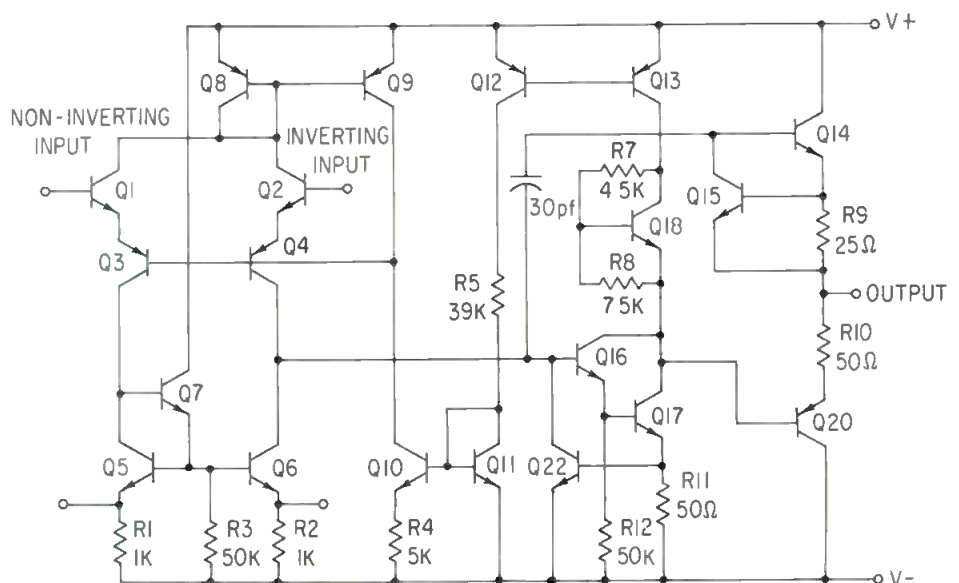 V+
Q8
Q9
Q12
Q13
NON-INVERTING
INPUT
INVERTING
INPUT
Q14
Q1
Q2
30pf
R7
4 5K
Q15
Q18
R9
25Ω
Q3
Q4
R8
7 5K
R5
39K
OUTPUT
R10
50Ω
Q7
Q16
Q17
Q20
Q5
Q6
Q10
Q11
Q22
R11
50Ω
R1
1K
R3
50K
R2
1K
R4
5K
R12
50K
V-